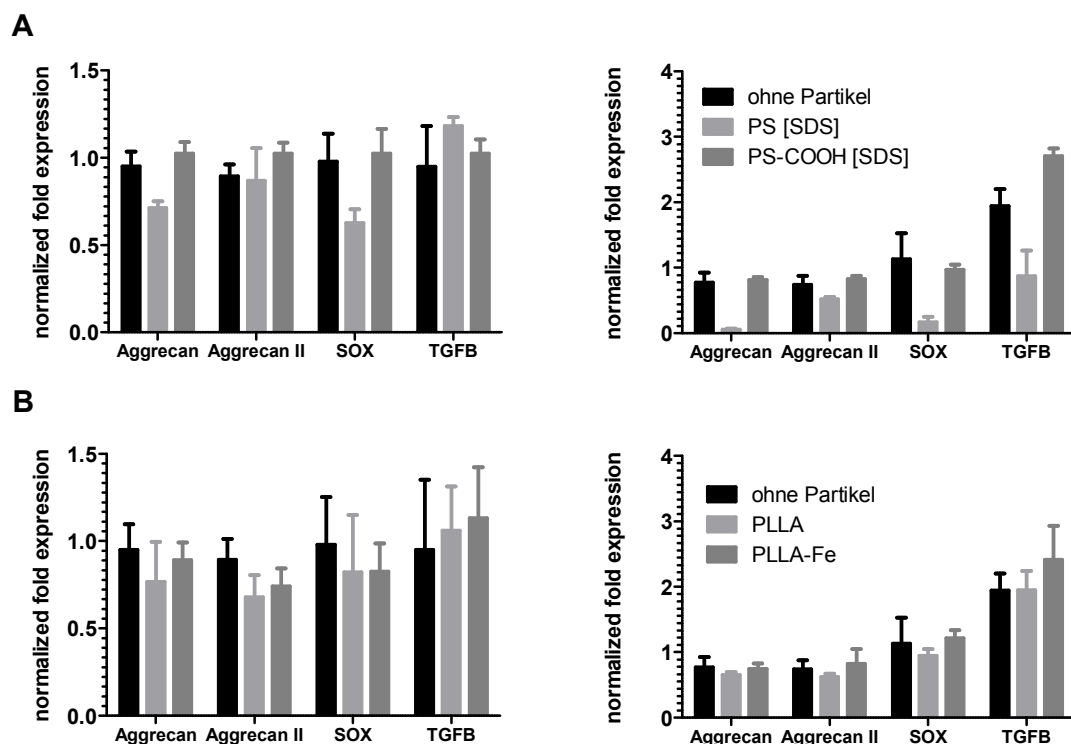 A
normalized fold expression
1.5
1.0
0.5
0.0
Aggrecan Aggrecan II SOX TGFB
normalized fold expression
4
3
2
1
0
ohne Partikel
PS [SDS]
PS-COOH [SDS]
Aggrecan Aggrecan II SOX TGFB
B
normalized fold expression
1.5
1.0
0.5
0.0
Aggrecan Aggrecan II SOX TGFB
normalized fold expression
4
3
2
1
0
ohne Partikel
PLLA
PLLA-Fe
Aggrecan Aggrecan II SOX TGFB